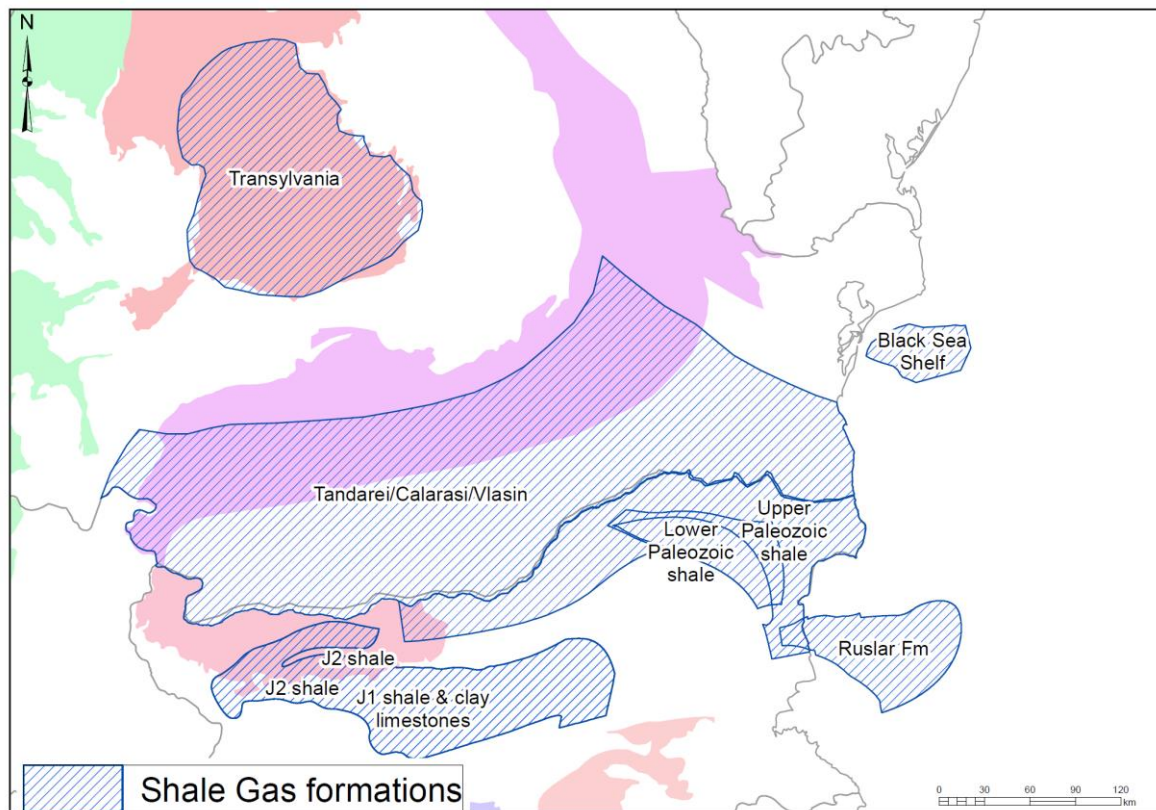 N
Transylvania
Black Sea
Shelf
Tandarei/Calarasi/Vlasin
Upper
Paleozoic
shale
Lower
Paleozoic
shale
Ruslar Fm
J2 shale
J2 shale
J1 shale & clay
limestones
Shale Gas formations
0 30 60 90 120
km